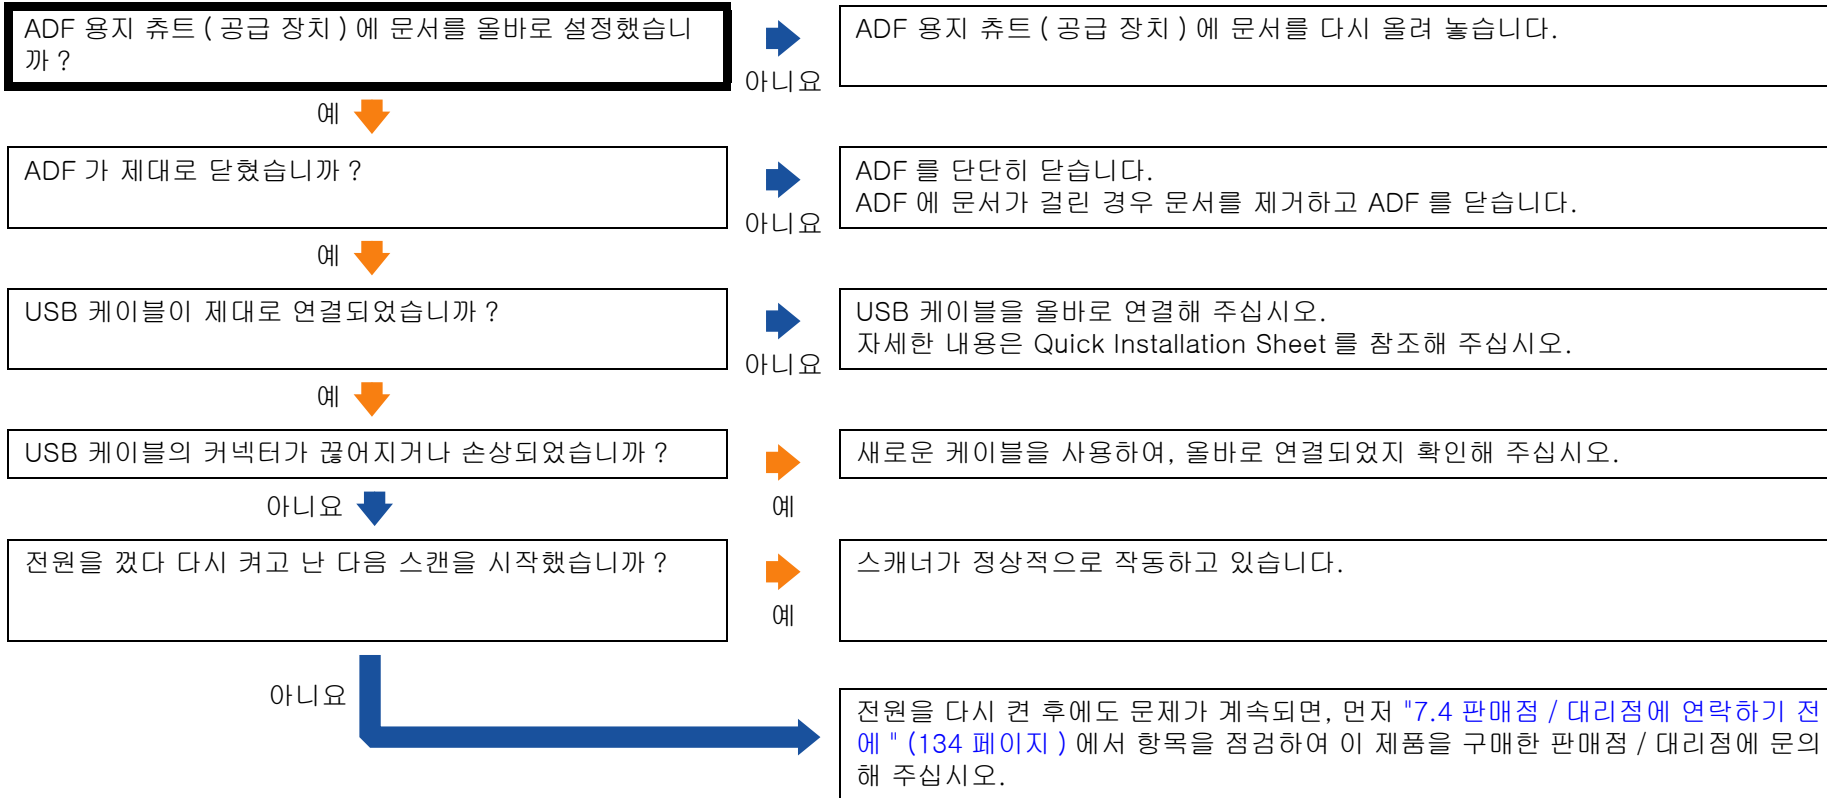 ADF 용지 츄트 ( 공급 장치 ) 에 문서를 올바로 설정했습니
까 ?
아니요
ADF 용지 츄트 ( 공급 장치 ) 에 문서를 다시 올려 놓습니다.
예
ADF 가 제대로 닫혔습니까 ?
아니요
ADF 를 단단히 닫습니다.
ADF 에 문서가 걸린 경우 문서를 제거하고 ADF 를 닫습니다.
예
USB 케이블이 제대로 연결되었습니까 ?
아니요
USB 케이블을 올바로 연결해 주십시오.
자세한 내용은 Quick Installation Sheet 를 참조해 주십시오.
예
USB 케이블의 커넥터가 끊어지거나 손상되었습니까 ?
예
새로운 케이블을 사용하여, 올바로 연결되었지 확인해 주십시오.
아니요
전원을 껐다 다시 켜고 난 다음 스캔을 시작했습니까 ?
예
스캐너가 정상적으로 작동하고 있습니다.
아니요
전원을 다시 켠 후에도 문제가 계속되면, 먼저 "7.4 판매점 / 대리점에 연락하기 전
에 " (134 페이지 ) 에서 항목을 점검하여 이 제품을 구매한 판매점 / 대리점에 문의
해 주십시오.